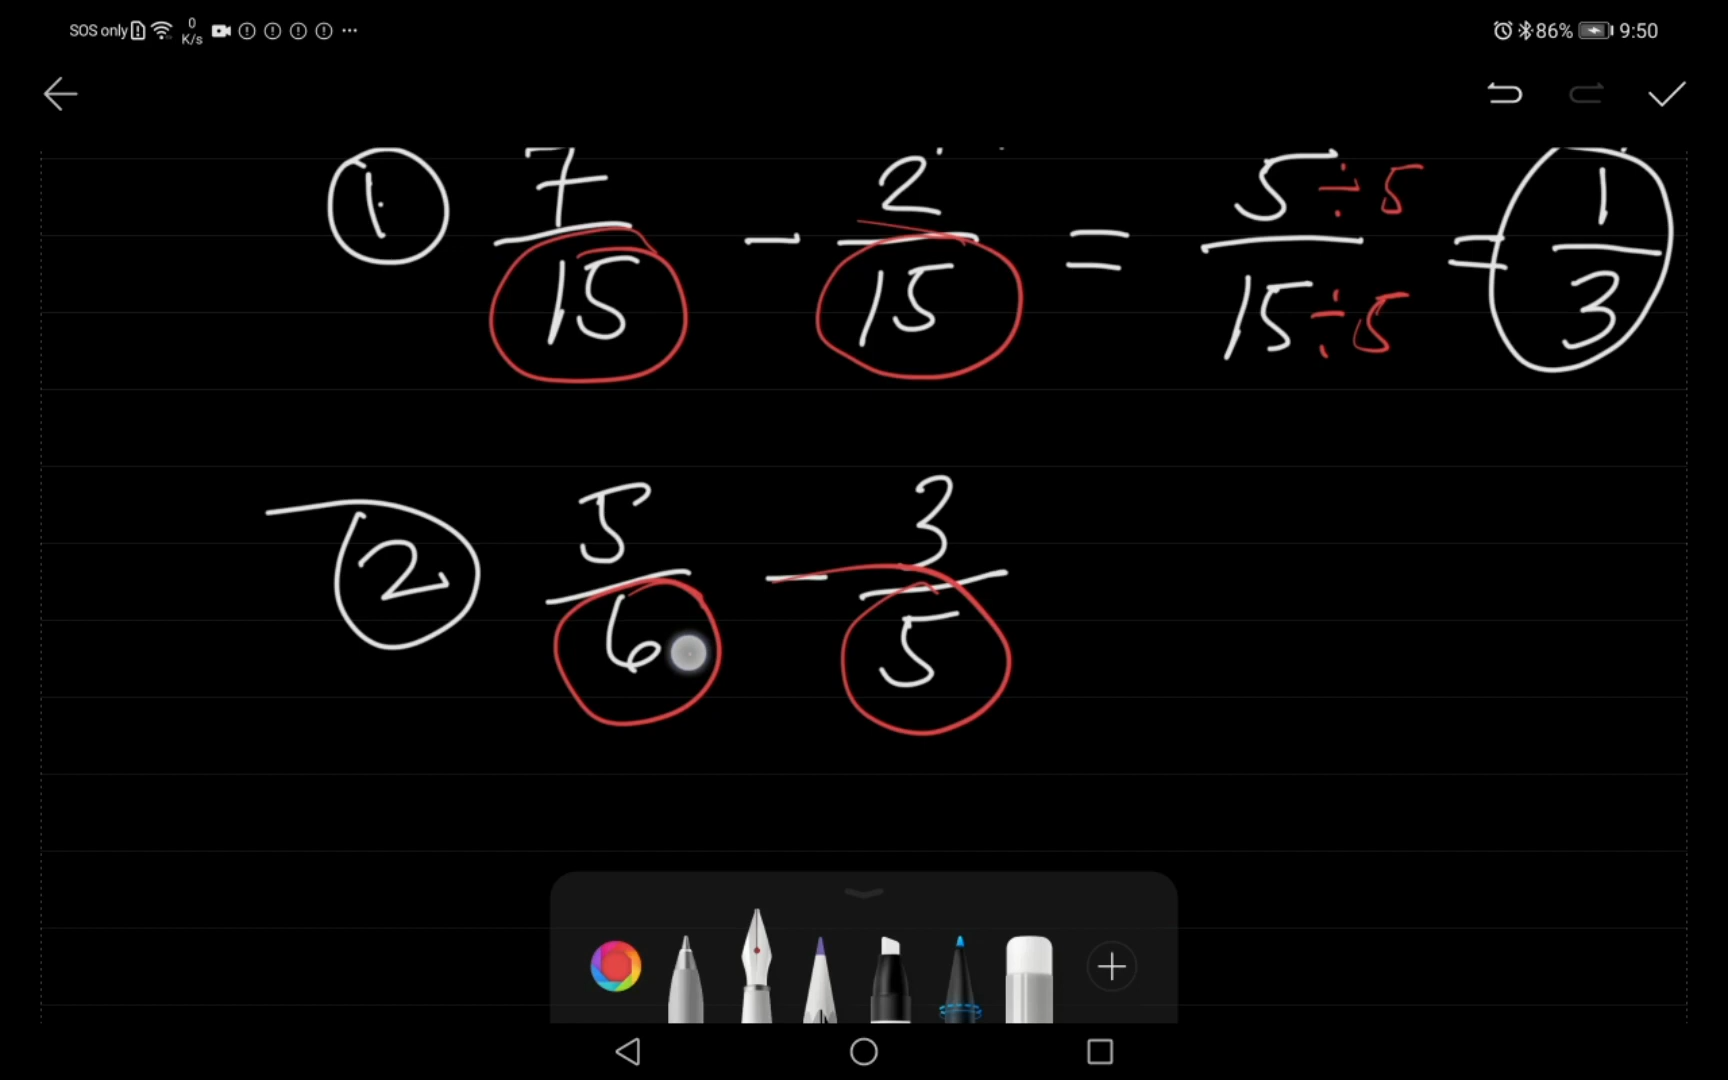 SOS only 0 K/s ... 86% 9:50
① 7/15 - 2/15 = 5÷5/15÷5 = 1/3
② 5/6 - 3/5